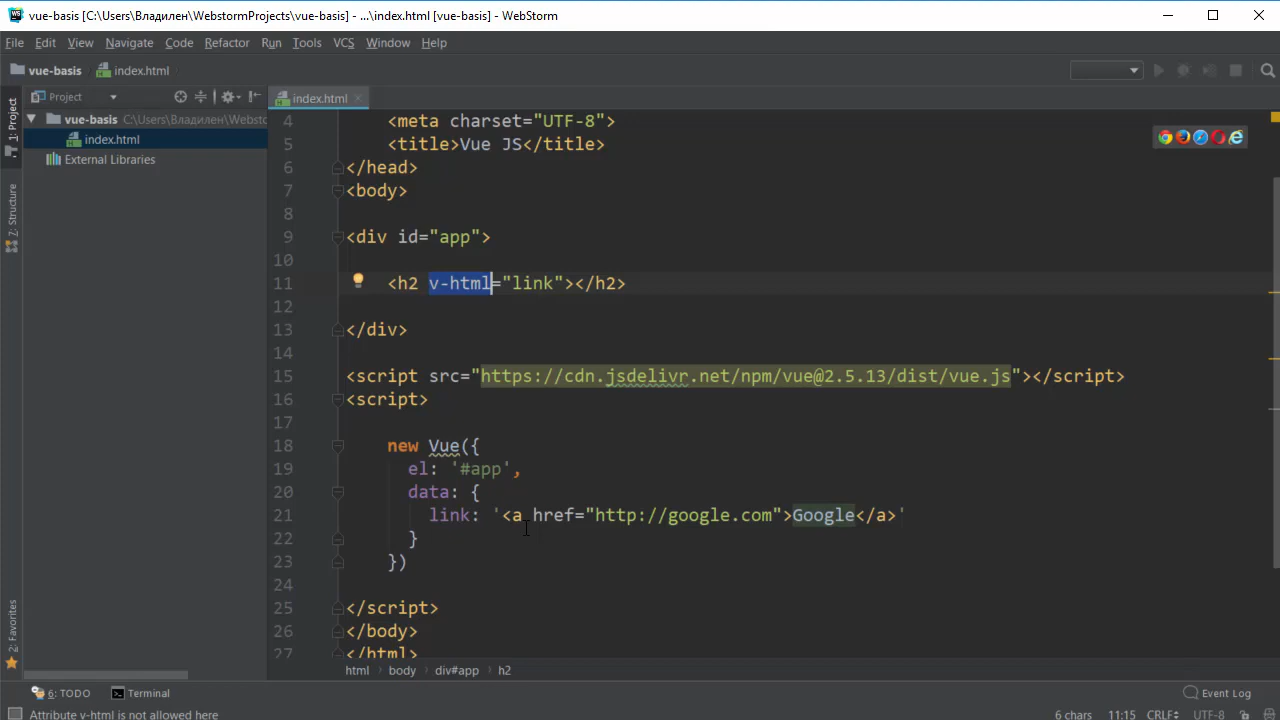 vue-basis [C:\Users\Владилен\WebstormProjects\vue-basis] - ...\index.html [vue-basis] - WebStorm
File Edit View Navigate Code Refactor Run Tools VCS Window Help
vue-basis index.html
1: Project
Project
index.html
vue-basis C:\Users\Владилен\Websto
index.html
External Libraries
Z: Structure
2: Favorites
4 <meta charset="UTF-8">
5 <title>Vue JS</title>
6 </head>
7 <body>
8
9 <div id="app">
10
11 <h2 v-html="link"></h2>
12
13 </div>
14
15 <script src="https://cdn.jsdelivr.net/npm/vue@2.5.13/dist/vue.js"></script>
16 <script>
17
18 new Vue({
19 el: '#app',
20 data: {
21 link: '<a href="http://google.com">Google</a>'
22 }
23 })
24
25 </script>
26 </body>
27 </html>
html body div#app h2
6: TODO Terminal Event Log
Attribute v-html is not allowed here 6 chars 11:15 CRLF UTF-8